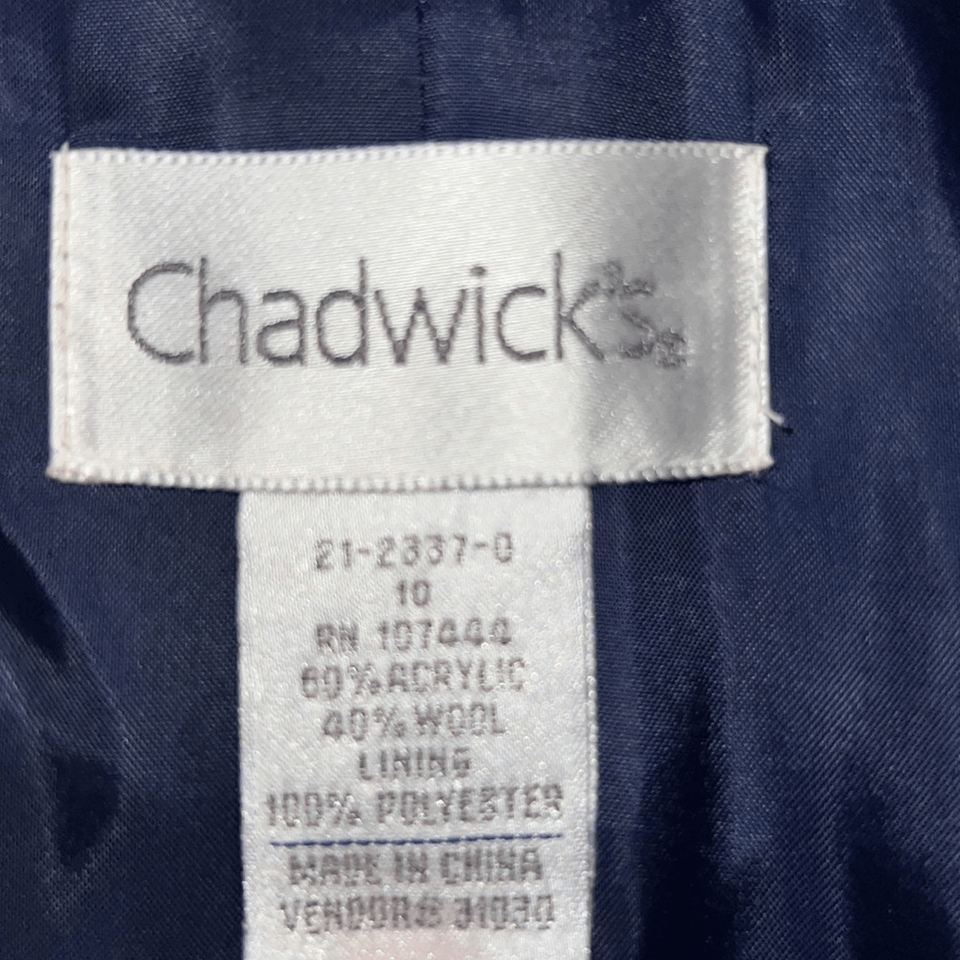 Chadwick's
21-2337-0
10
RN 107444
60% ACRYLIC
40% WOOL
LINING
100% POLYESTER
MADE IN CHINA
VENDOR# 31030